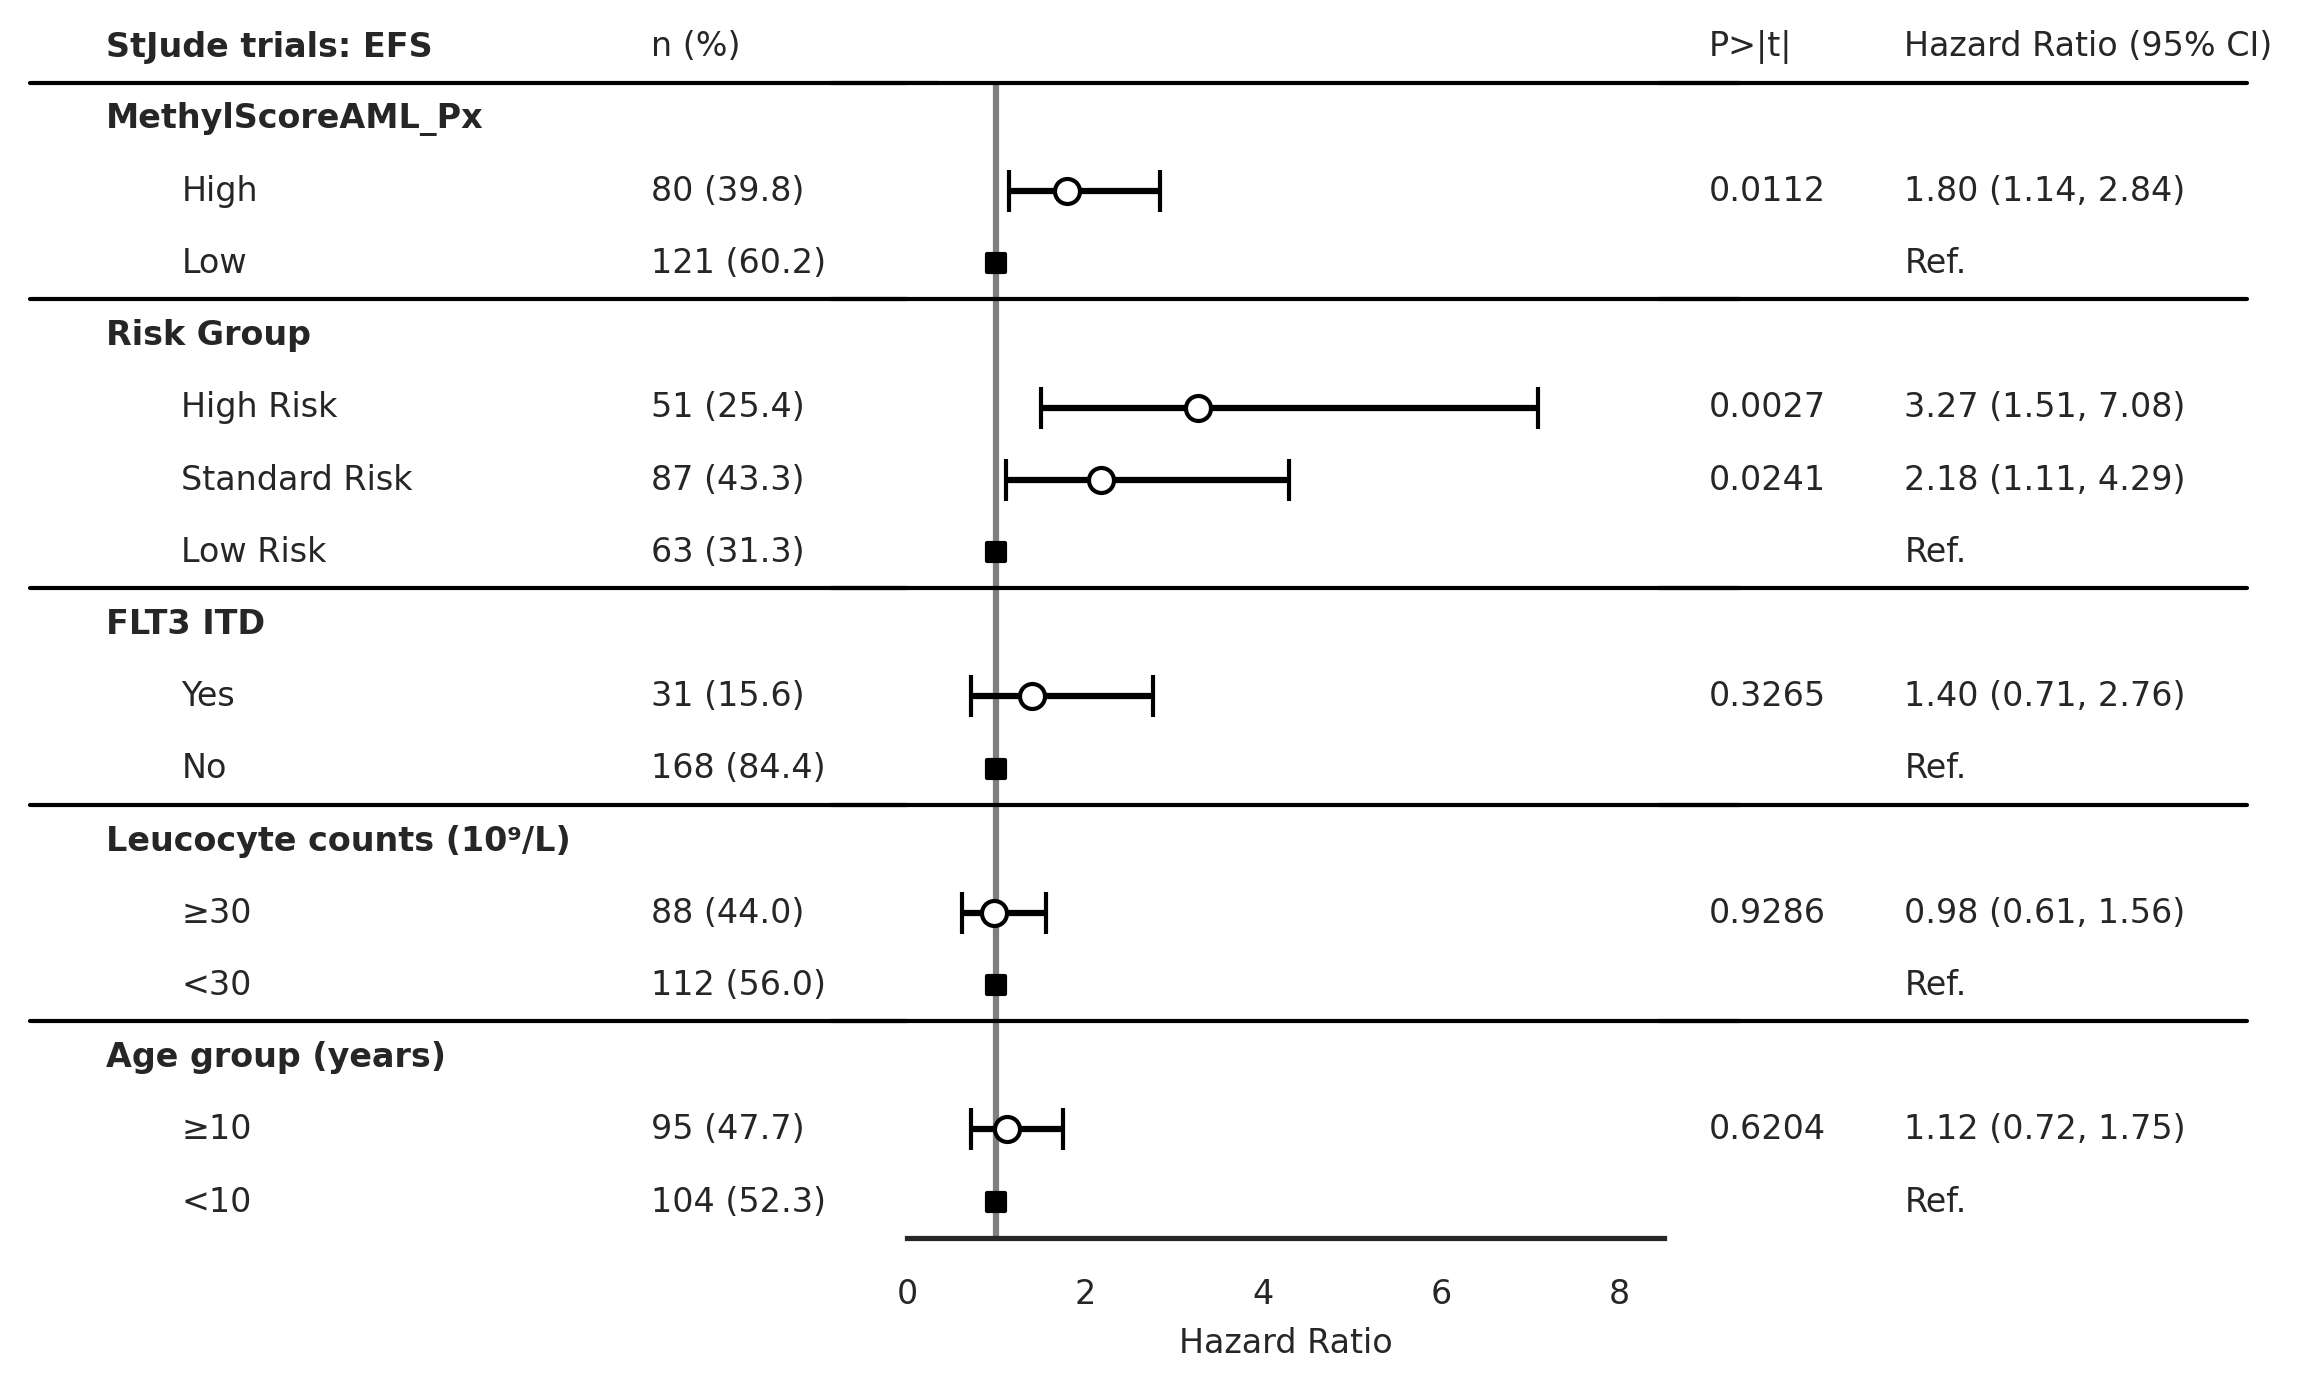 StJude trials: EFS n (%) P>|t| Hazard Ratio (95% CI)
MethylScoreAML_Px
High 80 (39.8) 0.0112 1.80 (1.14, 2.84)
Low 121 (60.2) Ref.
Risk Group
High Risk 51 (25.4) 0.0027 3.27 (1.51, 7.08)
Standard Risk 87 (43.3) 0.0241 2.18 (1.11, 4.29)
Low Risk 63 (31.3) Ref.
FLT3 ITD
Yes 31 (15.6) 0.3265 1.40 (0.71, 2.76)
No 168 (84.4) Ref.
Leucocyte counts (10⁹/L)
≥30 88 (44.0) 0.9286 0.98 (0.61, 1.56)
<30 112 (56.0) Ref.
Age group (years)
≥10 95 (47.7) 0.6204 1.12 (0.72, 1.75)
<10 104 (52.3) Ref.
0 2 4 6 8
Hazard Ratio